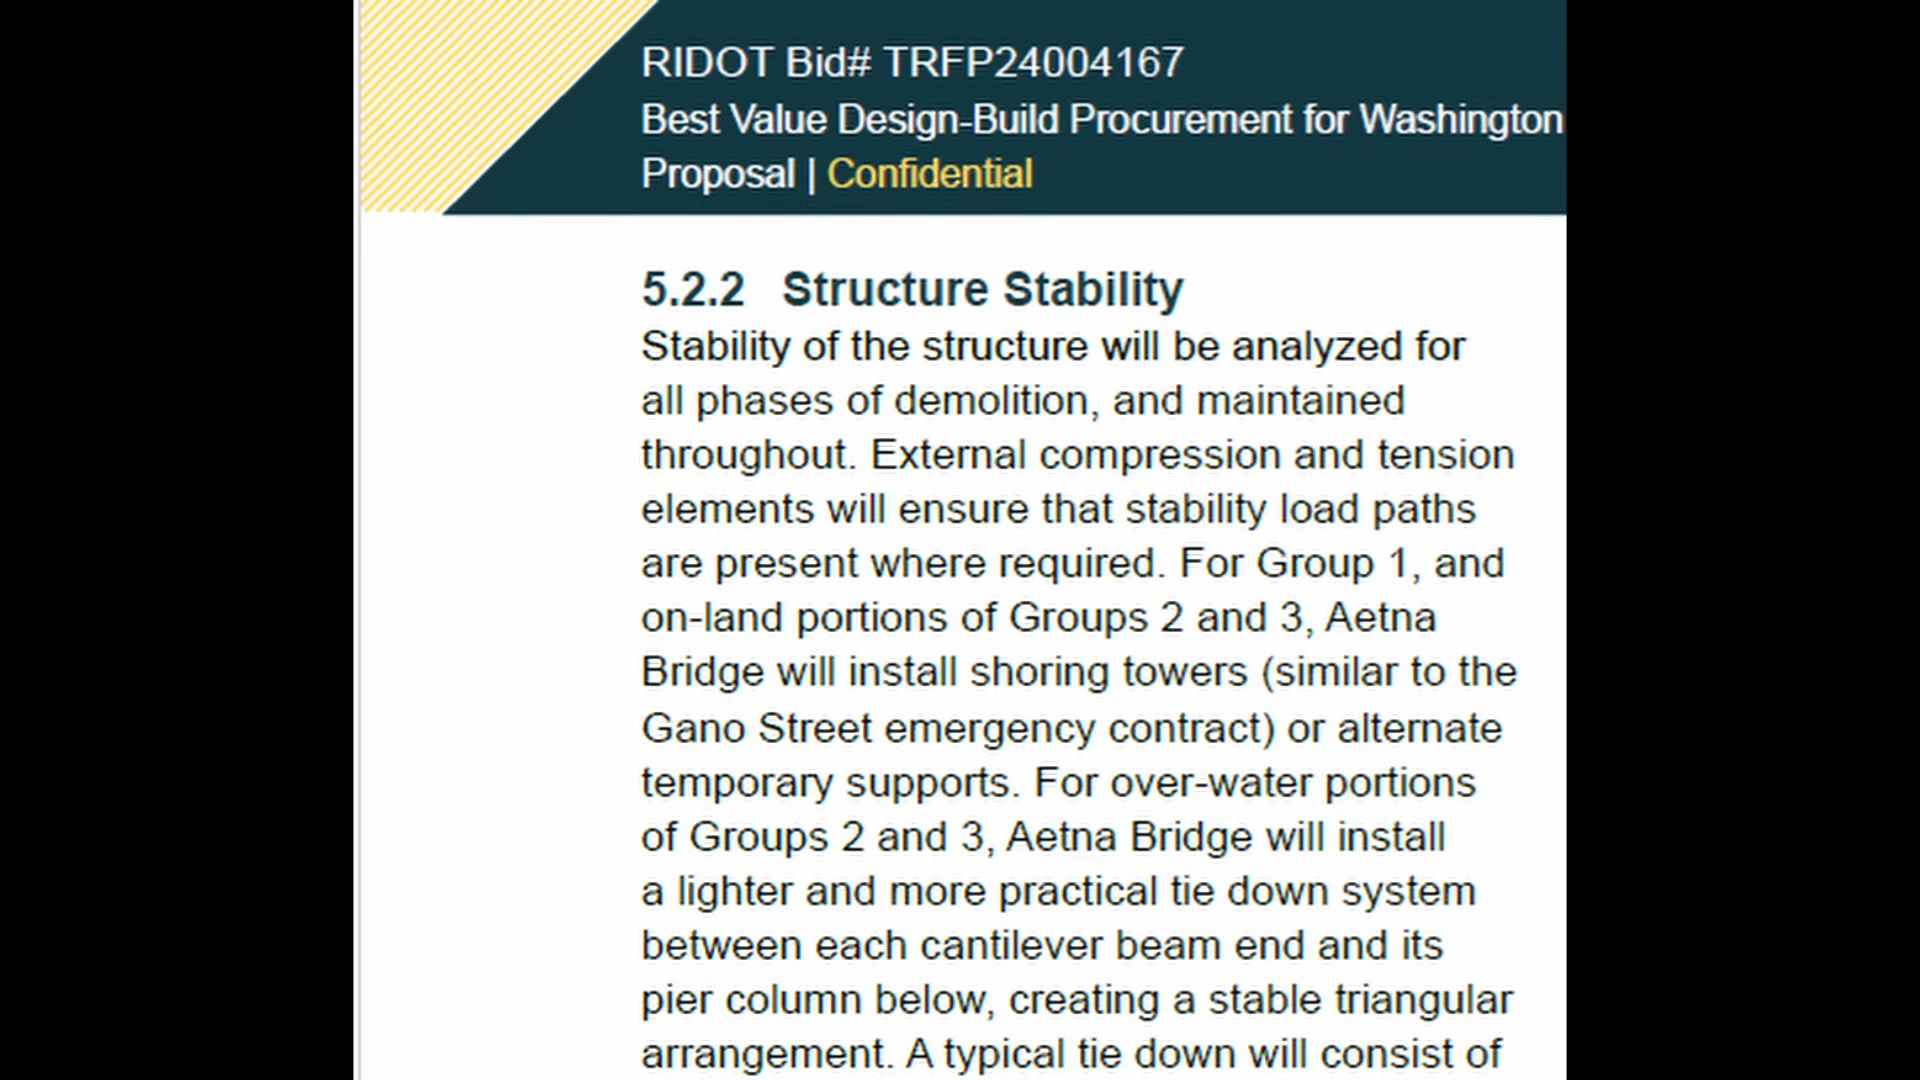 RIDOT Bid# TRFP24004167
Best Value Design-Build Procurement for Washington
Proposal | Confidential
5.2.2 Structure Stability
Stability of the structure will be analyzed for
all phases of demolition, and maintained
throughout. External compression and tension
elements will ensure that stability load paths
are present where required. For Group 1, and
on-land portions of Groups 2 and 3, Aetna
Bridge will install shoring towers (similar to the
Gano Street emergency contract) or alternate
temporary supports. For over-water portions
of Groups 2 and 3, Aetna Bridge will install
a lighter and more practical tie down system
between each cantilever beam end and its
pier column below, creating a stable triangular
arrangement. A typical tie down will consist of